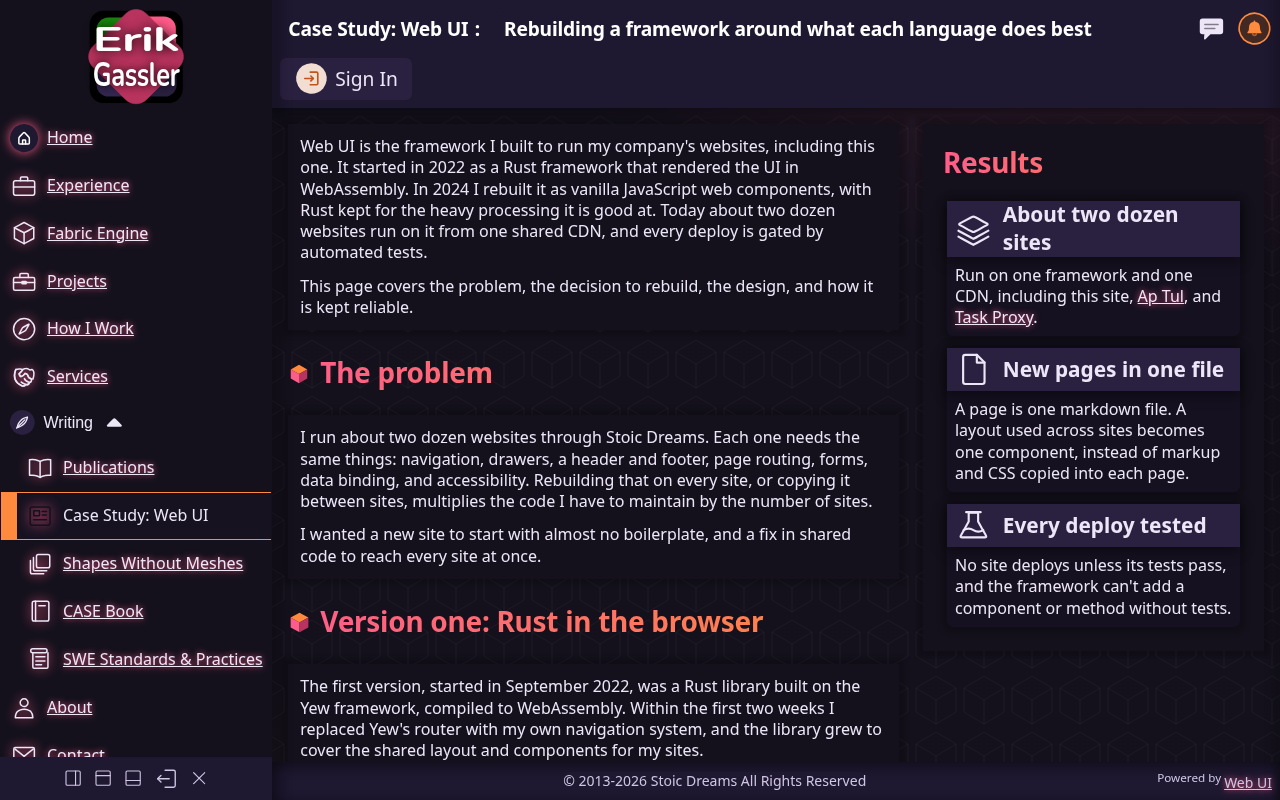 Erik
Gassler
Home
Experience
Fabric Engine
Projects
How I Work
Services
Writing
Publications
Case Study: Web UI
Shapes Without Meshes
CASE Book
SWE Standards & Practices
About
Contact
Case Study: Web UI : Rebuilding a framework around what each language does best
Sign In
Web UI is the framework I built to run my company's websites, including this
one. It started in 2022 as a Rust framework that rendered the UI in
WebAssembly. In 2024 I rebuilt it as vanilla JavaScript web components, with
Rust kept for the heavy processing it is good at. Today about two dozen
websites run on it from one shared CDN, and every deploy is gated by
automated tests.
This page covers the problem, the decision to rebuild, the design, and how it
is kept reliable.
The problem
I run about two dozen websites through Stoic Dreams. Each one needs the
same things: navigation, drawers, a header and footer, page routing, forms,
data binding, and accessibility. Rebuilding that on every site, or copying it
between sites, multiplies the code I have to maintain by the number of sites.
I wanted a new site to start with almost no boilerplate, and a fix in shared
code to reach every site at once.
Version one: Rust in the browser
The first version, started in September 2022, was a Rust library built on the
Yew framework, compiled to WebAssembly. Within the first two weeks I
replaced Yew's router with my own navigation system, and the library grew to
cover the shared layout and components for my sites.
Results
About two dozen
sites
Run on one framework and one
CDN, including this site, Ap Tul, and
Task Proxy.
New pages in one file
A page is one markdown file. A
layout used across sites becomes
one component, instead of markup
and CSS copied into each page.
Every deploy tested
No site deploys unless its tests pass,
and the framework can't add a
component or method without tests.
© 2013-2026 Stoic Dreams All Rights Reserved
Powered by Web UI